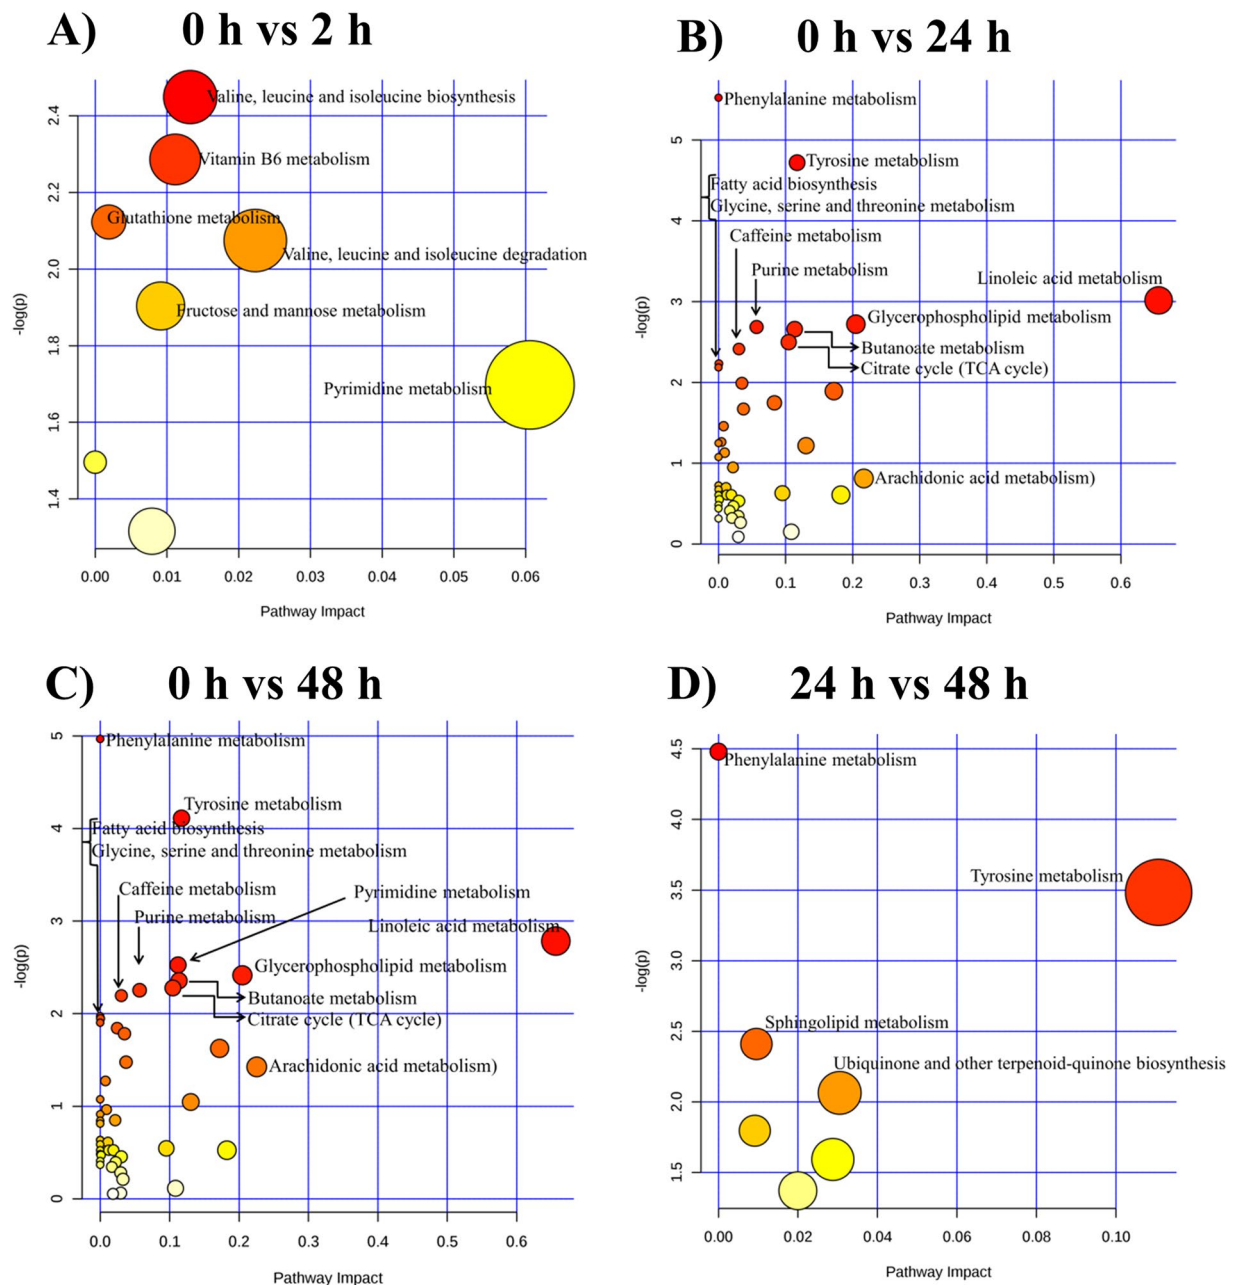 A) 0 h vs 2 h
2.4
2.2
2.0
1.8
1.6
1.4
-log(p)
Valine, leucine and isoleucine biosynthesis
Vitamin B6 metabolism
Glutathione metabolism
Valine, leucine and isoleucine degradation
Fructose and mannose metabolism
Pyrimidine metabolism
0.00 0.01 0.02 0.03 0.04 0.05 0.06
Pathway Impact
B) 0 h vs 24 h
5
4
3
2
1
0
-log(p)
Phenylalanine metabolism
Tyrosine metabolism
Fatty acid biosynthesis
Glycine, serine and threonine metabolism
Caffeine metabolism
Purine metabolism
Linoleic acid metabolism
Glycerophospholipid metabolism
Butanoate metabolism
Citrate cycle (TCA cycle)
Arachidonic acid metabolism)
0.0 0.1 0.2 0.3 0.4 0.5 0.6
Pathway Impact
C) 0 h vs 48 h
5
4
3
2
1
0
-log(p)
Phenylalanine metabolism
Tyrosine metabolism
Fatty acid biosynthesis
Glycine, serine and threonine metabolism
Caffeine metabolism
Pyrimidine metabolism
Purine metabolism
Linoleic acid metabolism
Glycerophospholipid metabolism
Butanoate metabolism
Citrate cycle (TCA cycle)
Arachidonic acid metabolism)
0.0 0.1 0.2 0.3 0.4 0.5 0.6
Pathway Impact
D) 24 h vs 48 h
4.5
4.0
3.5
3.0
2.5
2.0
1.5
-log(p)
Phenylalanine metabolism
Tyrosine metabolism
Sphingolipid metabolism
Ubiquinone and other terpenoid-quinone biosynthesis
0.00 0.02 0.04 0.06 0.08 0.10
Pathway Impact